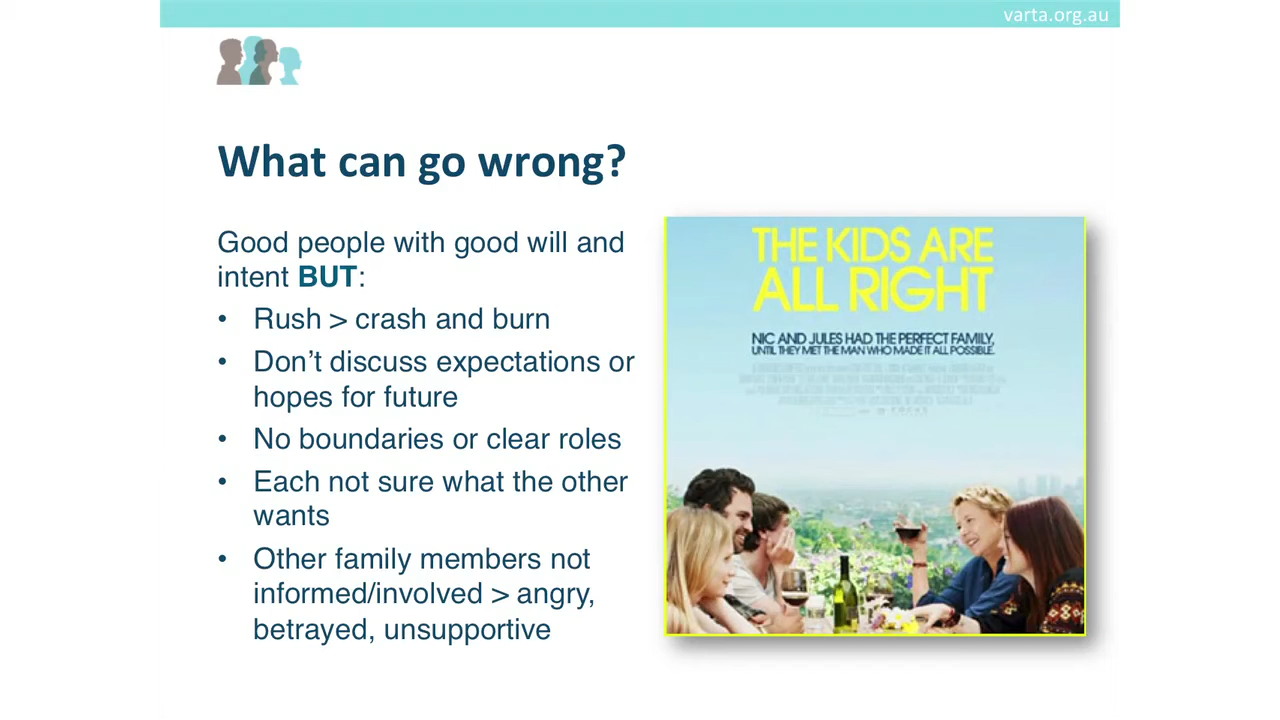 varta.org.au
What can go wrong?
Good people with good will and
intent BUT:
• Rush > crash and burn
• Don’t discuss expectations or
hopes for future
• No boundaries or clear roles
• Each not sure what the other
wants
• Other family members not
informed/involved > angry,
betrayed, unsupportive
THE KIDS ARE
ALL RIGHT
NIC AND JULES HAD THE PERFECT FAMILY,
UNTIL THEY MET THE MAN WHO MADE IT ALL POSSIBLE.